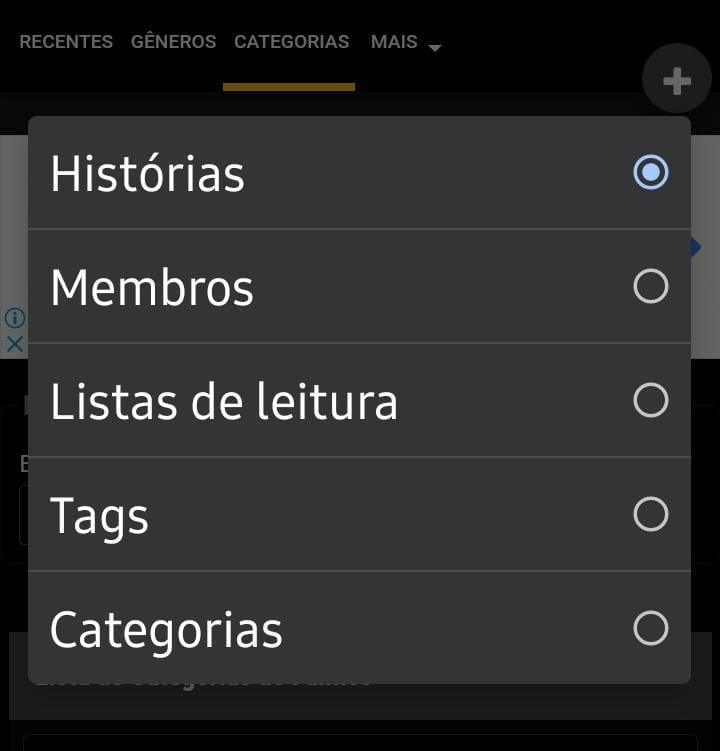 RECENTES GÊNEROS CATEGORIAS MAIS
Histórias
Membros
Listas de leitura
Tags
Categorias